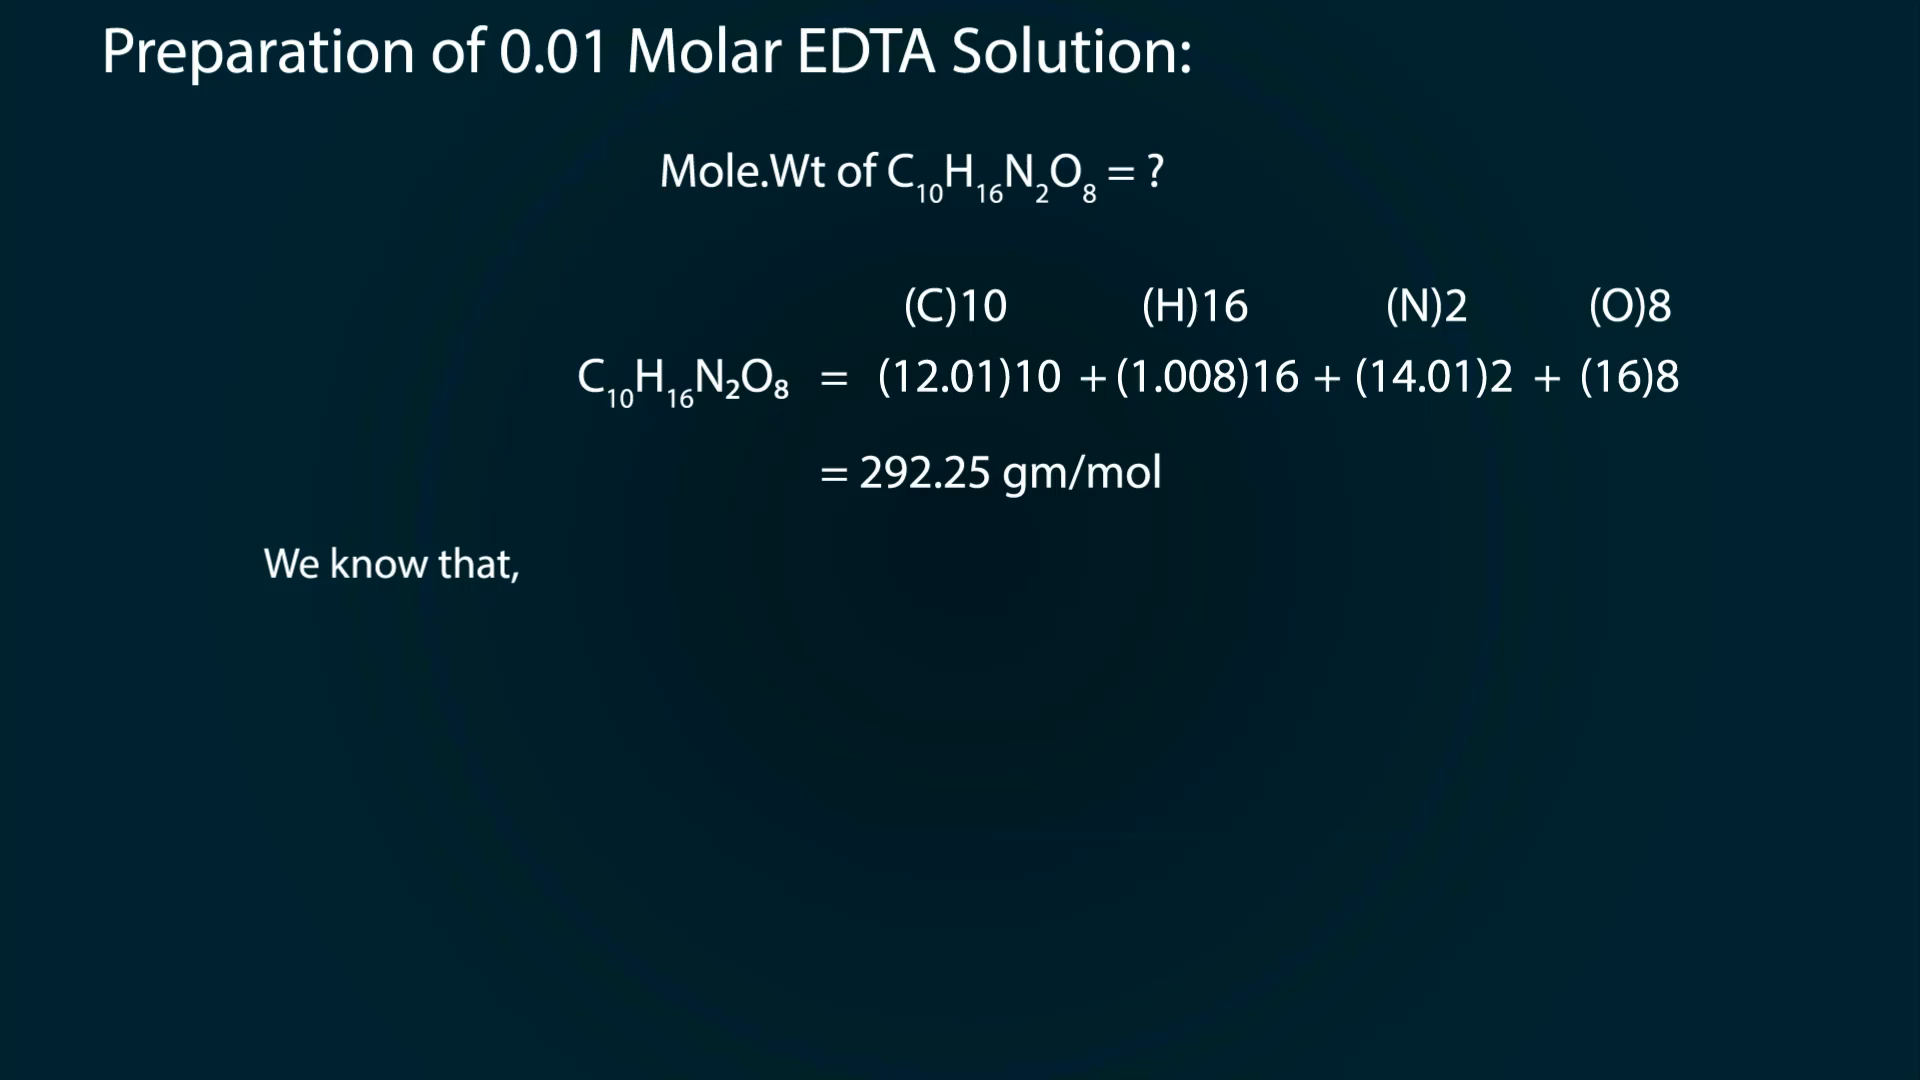 Preparation of 0.01 Molar EDTA Solution:
Mole.Wt of C₁₀H₁₆N₂O₈ = ?
(C)10 (H)16 (N)2 (O)8
C₁₀H₁₆N₂O₈ = (12.01)10 + (1.008)16 + (14.01)2 + (16)8
= 292.25 gm/mol
We know that,